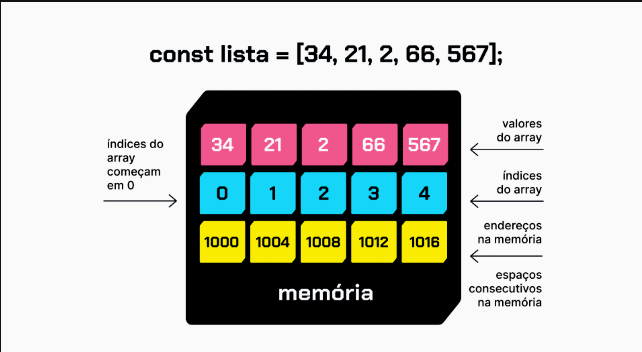 const lista = [34, 21, 2, 66, 567];
índices do
array
começam
em 0
34 21 2 66 567
0 1 2 3 4
1000 1004 1008 1012 1016
memória
valores
do array
índices
do array
endereços
na memória
espaços
consecutivos
na memória